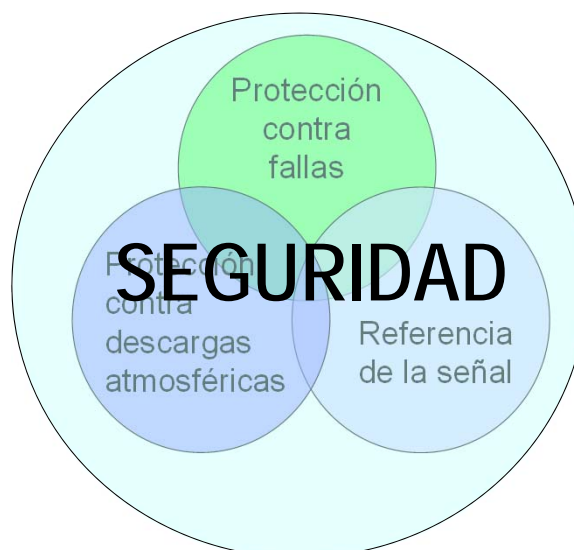 Protección
contra
fallas
SEGURIDAD
Protección
contra
descargas
atmosféricas
Referencia
de la señal